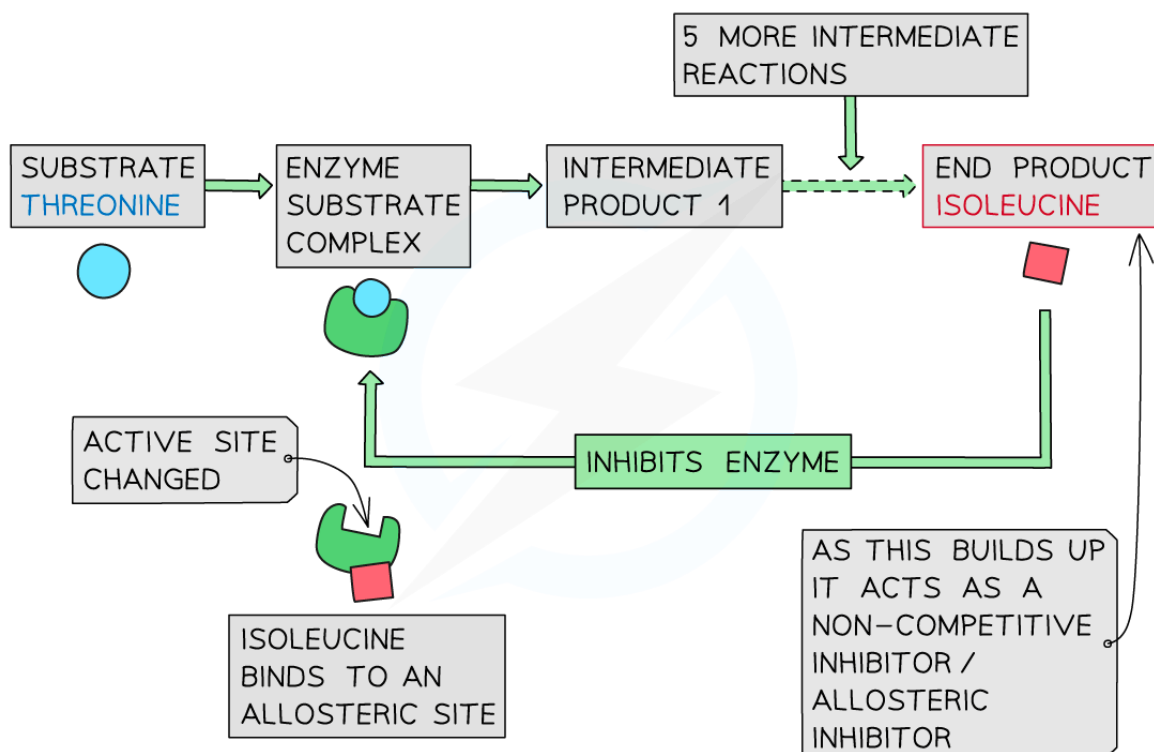 5 MORE INTERMEDIATE
REACTIONS
SUBSTRATE
THREONINE
ENZYME
SUBSTRATE
COMPLEX
INTERMEDIATE
PRODUCT 1
END PRODUCT
ISOLEUCINE
ACTIVE SITE
CHANGED
INHIBITS ENZYME
ISOLEUCINE
BINDS TO AN
ALLOSTERIC SITE
AS THIS BUILDS UP
IT ACTS AS A
NON-COMPETITIVE
INHIBITOR /
ALLOSTERIC
INHIBITOR